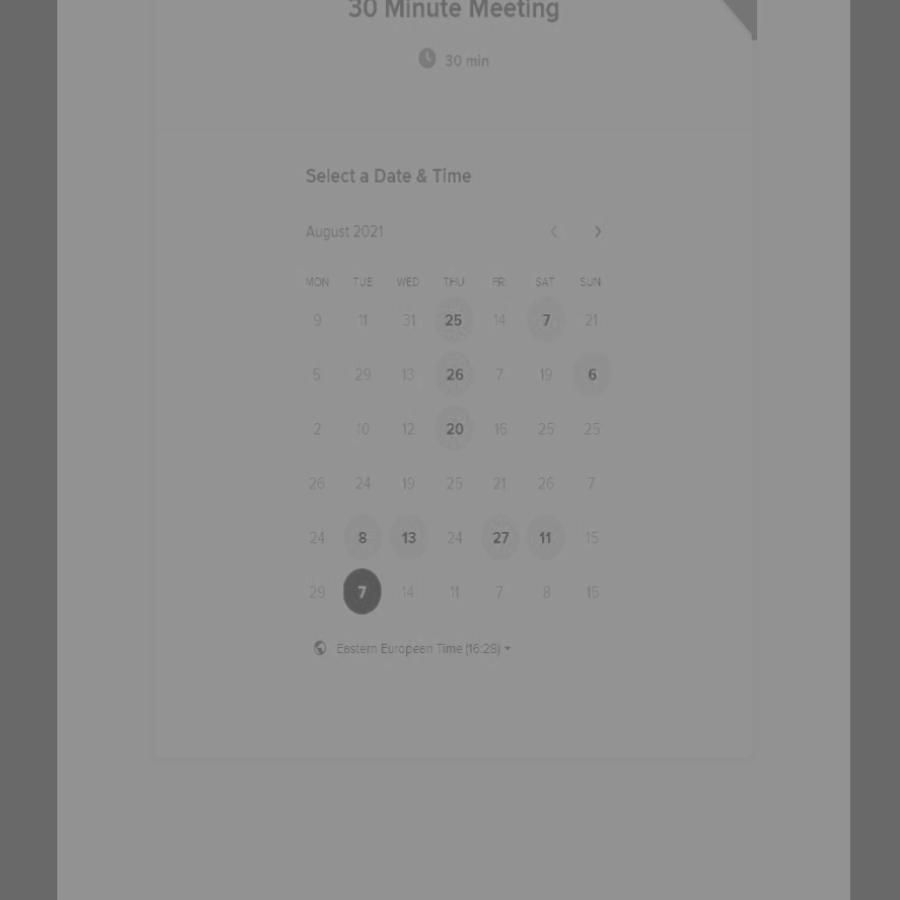 30 Minute Meeting
30 min
Select a Date & Time
August 2021
MON TUE WED THU FRI SAT SUN
9 11 31 25 14 7 21
5 29 13 26 7 19 6
2 10 12 20 16 25 25
26 24 19 25 21 26 7
24 8 13 24 27 11 15
29 7 14 11 7 8 15
Eastern European Time (16:28)